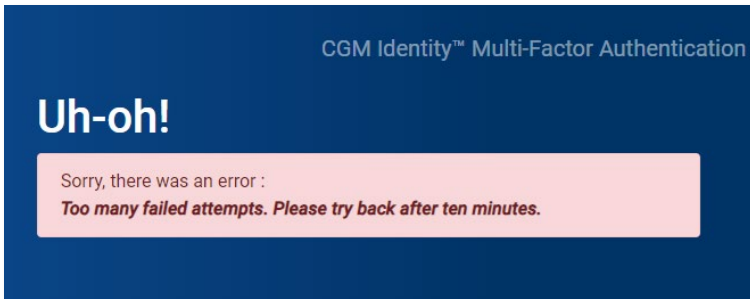 CGM Identity™ Multi-Factor Authentication
Uh-oh!
Sorry, there was an error :
Too many failed attempts. Please try back after ten minutes.